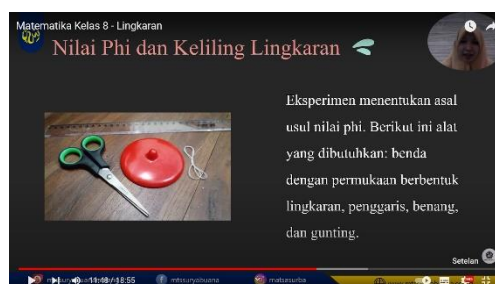 Matematika Kelas 8 - Lingkaran
Nilai Phi dan Keliling Lingkaran
Eksperimen menentukan asal
usul nilai phi. Berikut ini alat
yang dibutuhkan: benda
dengan permukaan berbentuk
lingkaran, penggaris, benang,
dan gunting.
Setelan
11:48 / 18:55
mtssuryabuana
matsasurba